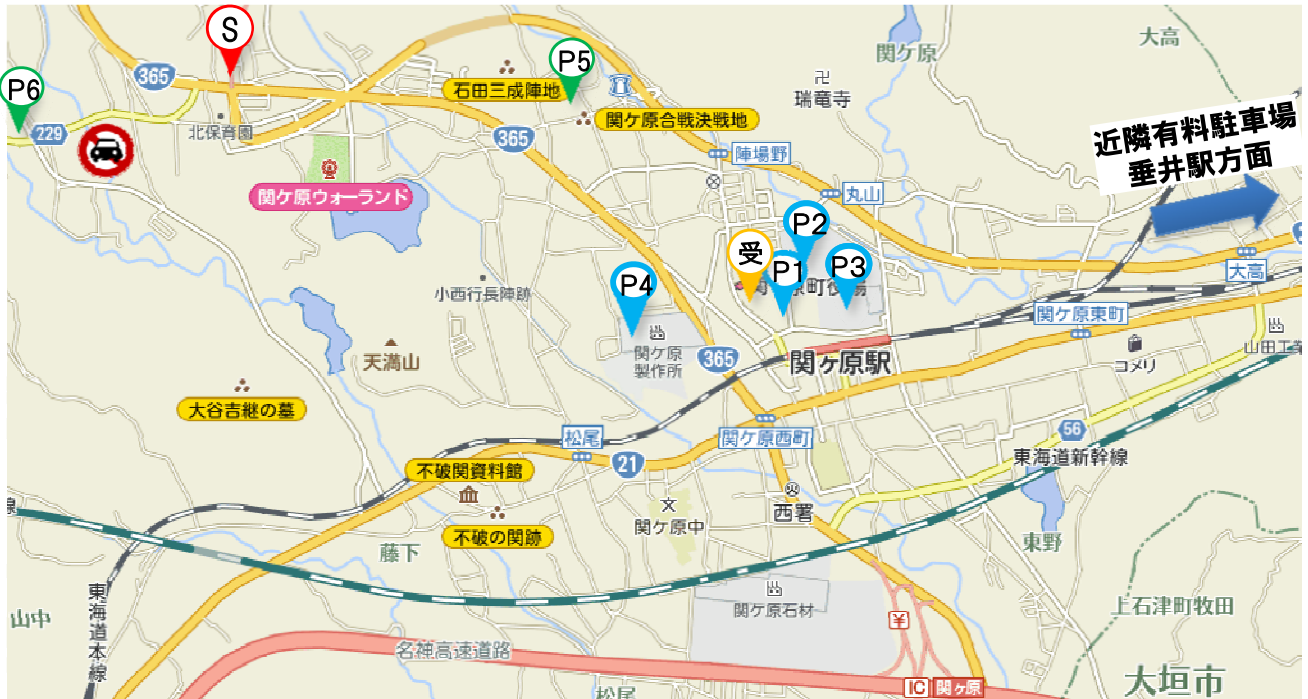 S
関ケ原
大高
365
P5
P6
石田三成陣地
瑞竜寺
近隣有料駐車場
垂井駅方面
229
北保育園
関ケ原合戦決戦地
365
陣場野
関ケ原ウォーランド
丸山
P2
受
P1
P3
大高
P4
小西行長陣跡
関ケ原町役場
関ケ原東町
関ケ原
製作所
365
関ケ原駅
山田工業
コメリ
天満山
大谷吉継の墓
松尾
関ケ原西町
56
21
東海道新幹線
不破関資料館
線
西署
関ケ原中
不破の関跡
東野
藤下
東海道本線
関ケ原石材
上石津町牧田
山中
¥
名神高速道路
大垣市
IC 関ケ原
松尾